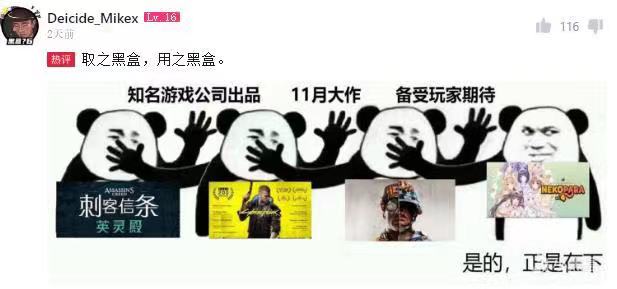 Deicide_Mikex Lv.16
2天前
116
热评 取之黑盒，用之黑盒。
知名游戏公司出品 11月大作 备受玩家期待
ASSASSIN'S
CREED
刺客信条
英灵殿
Cyberpunk
NEKOPARA
是的，正是在下